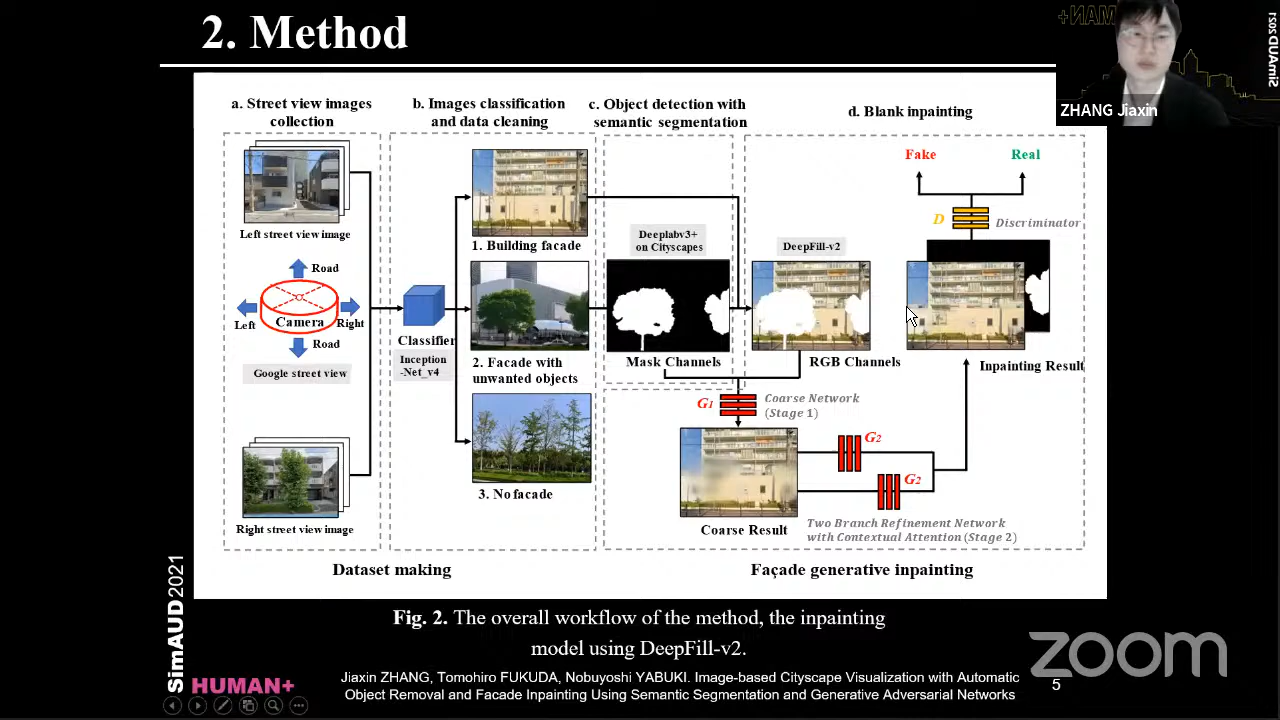 2. Method
+NAM
SimAUD 2021
ZHANG Jiaxin
a. Street view images
collection
b. Images classification
and data cleaning
c. Object detection with
semantic segmentation
d. Blank inpainting
Left street view image
Road
Left
Camera
Right
Road
Google street view
Right street view image
Classifier
Inception
-Net_v4
1. Building facade
2. Facade with
unwanted objects
3. No facade
Deeplabv3+
on Cityscapes
Mask Channels
DeepFill-v2
RGB Channels
Fake
Real
D
Discriminator
Inpainting Result
G1
Coarse Network
(Stage 1)
Coarse Result
G2
G2
Two Branch Refinement Network
with Contextual Attention (Stage 2)
Dataset making
Façade generative inpainting
Fig. 2. The overall workflow of the method, the inpainting
model using DeepFill-v2.
SimAUD2021
HUMAN+
Jiaxin ZHANG, Tomohiro FUKUDA, Nobuyoshi YABUKI. Image-based Cityscape Visualization with Automatic
Object Removal and Facade Inpainting Using Semantic Segmentation and Generative Adversarial Networks
5
zoom